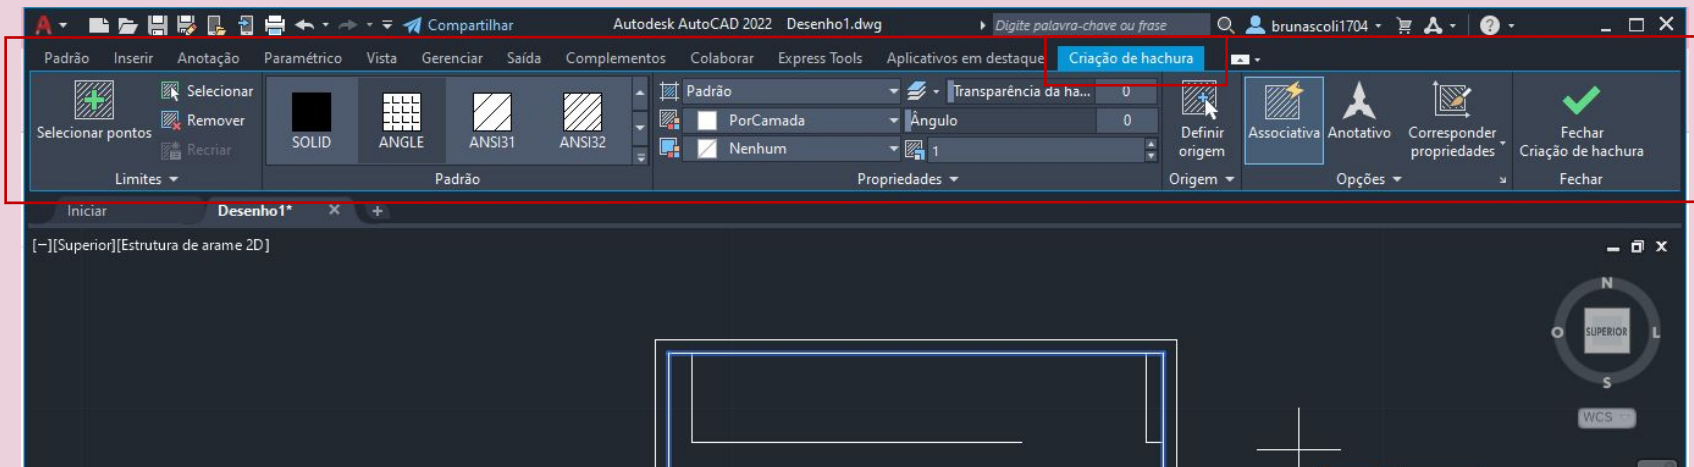 Compartilhar Autodesk AutoCAD 2022 Desenho1.dwg Digite palavra-chave ou frase brunascoli1704
Padrão Inserir Anotação Paramétrico Vista Gerenciar Saída Complementos Colaborar Express Tools Aplicativos em destaque Criação de hachura
Selecionar pontos
Selecionar
Remover
Recriar
Limites
SOLID ANGLE ANSI31 ANSI32
Padrão
Padrão Transparência da ha... 0
PorCamada Ângulo 0
Nenhum 1
Propriedades
Definir
origem
Origem
Associativa Anotativo Corresponder
propriedades
Opções
Fechar
Criação de hachura
Fechar
Iniciar Desenho1* X +
[−][Superior][Estrutura de arame 2D]
N
O SUPERIOR L
S
WCS